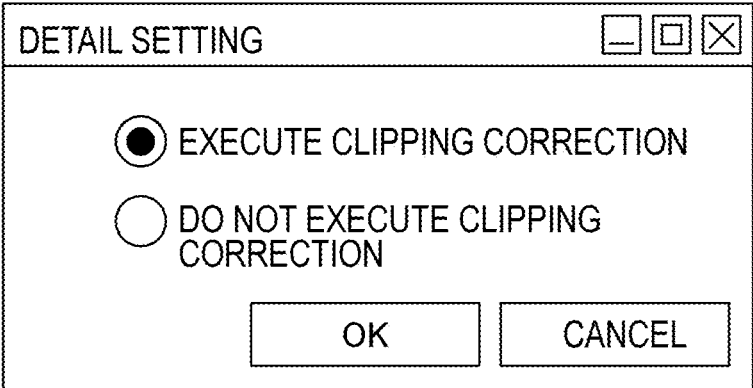 DETAIL SETTING
EXECUTE CLIPPING CORRECTION
DO NOT EXECUTE CLIPPING
CORRECTION
OK
CANCEL